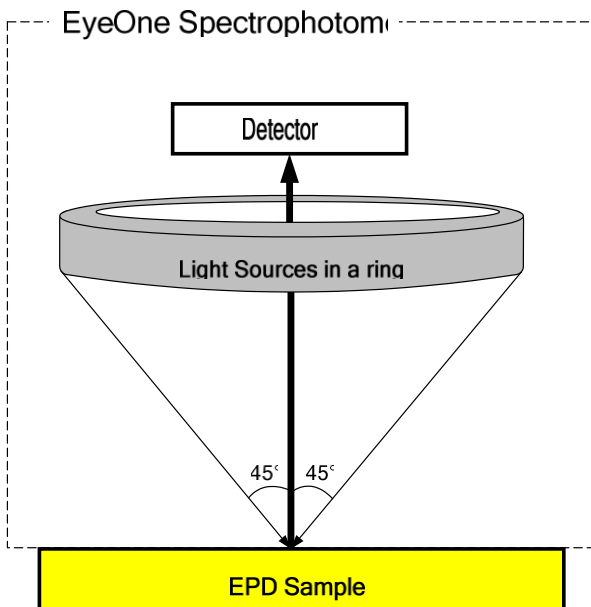 EyeOne Spectrophotom
Detector
Light Sources in a ring
45° 45°
EPD Sample